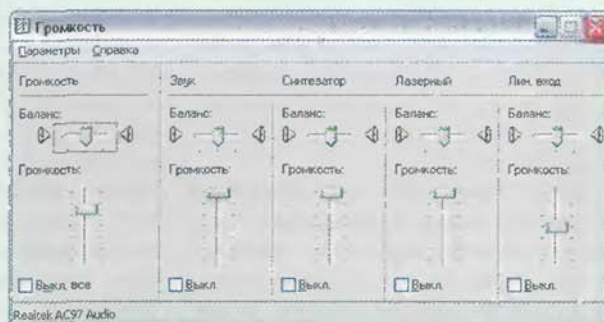 Громкость
Параметры Справка
Громкость Звук Синтезатор Лазерный Лин. вход
Баланс: Баланс: Баланс: Баланс: Баланс:
Громкость: Громкость: Громкость: Громкость: Громкость:
Выкл. все Выкл. Выкл. Выкл. Выкл.
Realtek AC97 Audio